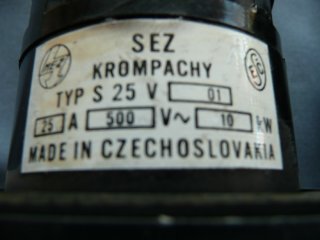 SEZ
KROMPACHY
TYP S 25 V 01
25 A 500 V~ 10 kW
MADE IN CZECHOSLOVAKIA